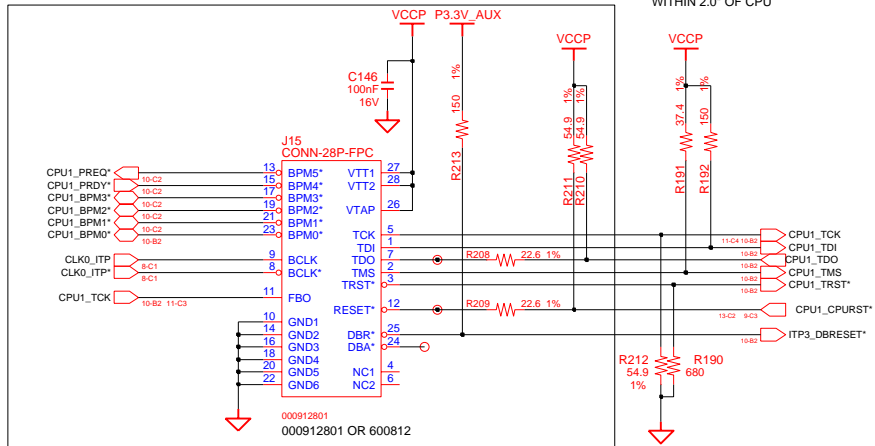 WITHIN 2.0" OF CPU
VCCP P3.3V_AUX
VCCP VCCP
C146
100nF
16V
150 1%
R213
54.9 1%
54.9 1%
R211
R210
37.4 1%
150 1%
R191
R192
J15
CONN-28P-FPC
CPU1_PREQ* 10-C2 13 BPM5* VTT1 27
CPU1_PRDY* 10-C2 15 BPM4* VTT2 28
CPU1_BPM3* 10-C2 17 BPM3*
CPU1_BPM2* 10-C2 19 BPM2* VTAP 26
CPU1_BPM1* 10-C2 21 BPM1*
CPU1_BPM0* 10-B2 23 BPM0* TCK 5 11-C4 10-B2 CPU1_TCK
TDI 1 10-B2 CPU1_TDI
CLK0_ITP 8-C1 9 BCLK TDO 7 R208 22.6 1% 10-B2 CPU1_TDO
CLK0_ITP* 8-C1 8 BCLK* TMS 2 10-B2 CPU1_TMS
TRST* 3 10-B2 CPU1_TRST*
CPU1_TCK 10-B2 11-C3 11 FBO
RESET* 12 R209 22.6 1% 13-C2 9-C3 CPU1_CPURST*
10 GND1
14 GND2 DBR* 25 10-B2 ITP3_DBRESET*
16 GND3 DBA* 24
18 GND4
20 GND5 NC1 4
22 GND6 NC2 6
R212
54.9
1%
R190
680
000912801
000912801 OR 600812